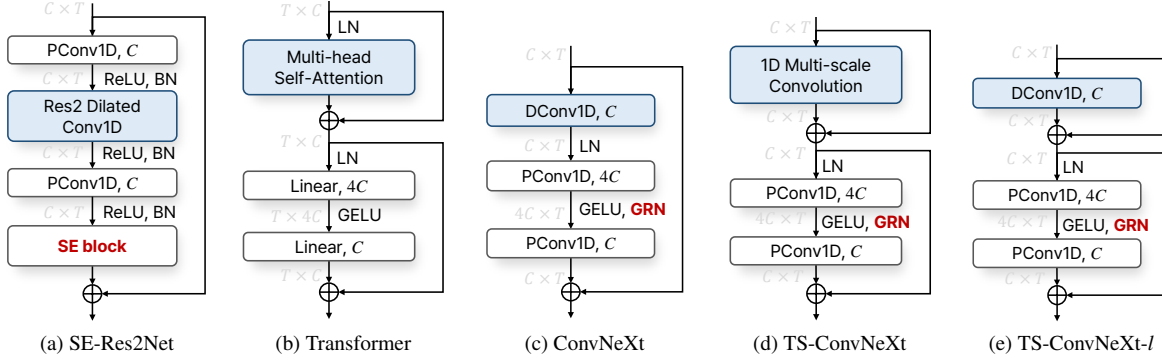 C × T
PConv1D, C
C × T
ReLU, BN
Res2 Dilated
Conv1D
C × T
ReLU, BN
PConv1D, C
C × T
ReLU, BN
SE block
(a) SE-Res2Net
T × C
LN
Multi-head
Self-Attention
T × C
LN
Linear, 4C
T × 4C
GELU
Linear, C
T × C
(b) Transformer
C × T
DConv1D, C
C × T
LN
PConv1D, 4C
4C × T
GELU, GRN
PConv1D, C
C × T
(c) ConvNeXt
C × T
1D Multi-scale
Convolution
C × T
C × T
LN
PConv1D, 4C
4C × T
GELU, GRN
PConv1D, C
C × T
(d) TS-ConvNeXt
C × T
DConv1D, C
C × T
C × T
LN
PConv1D, 4C
4C × T
GELU, GRN
PConv1D, C
C × T
(e) TS-ConvNeXt-l